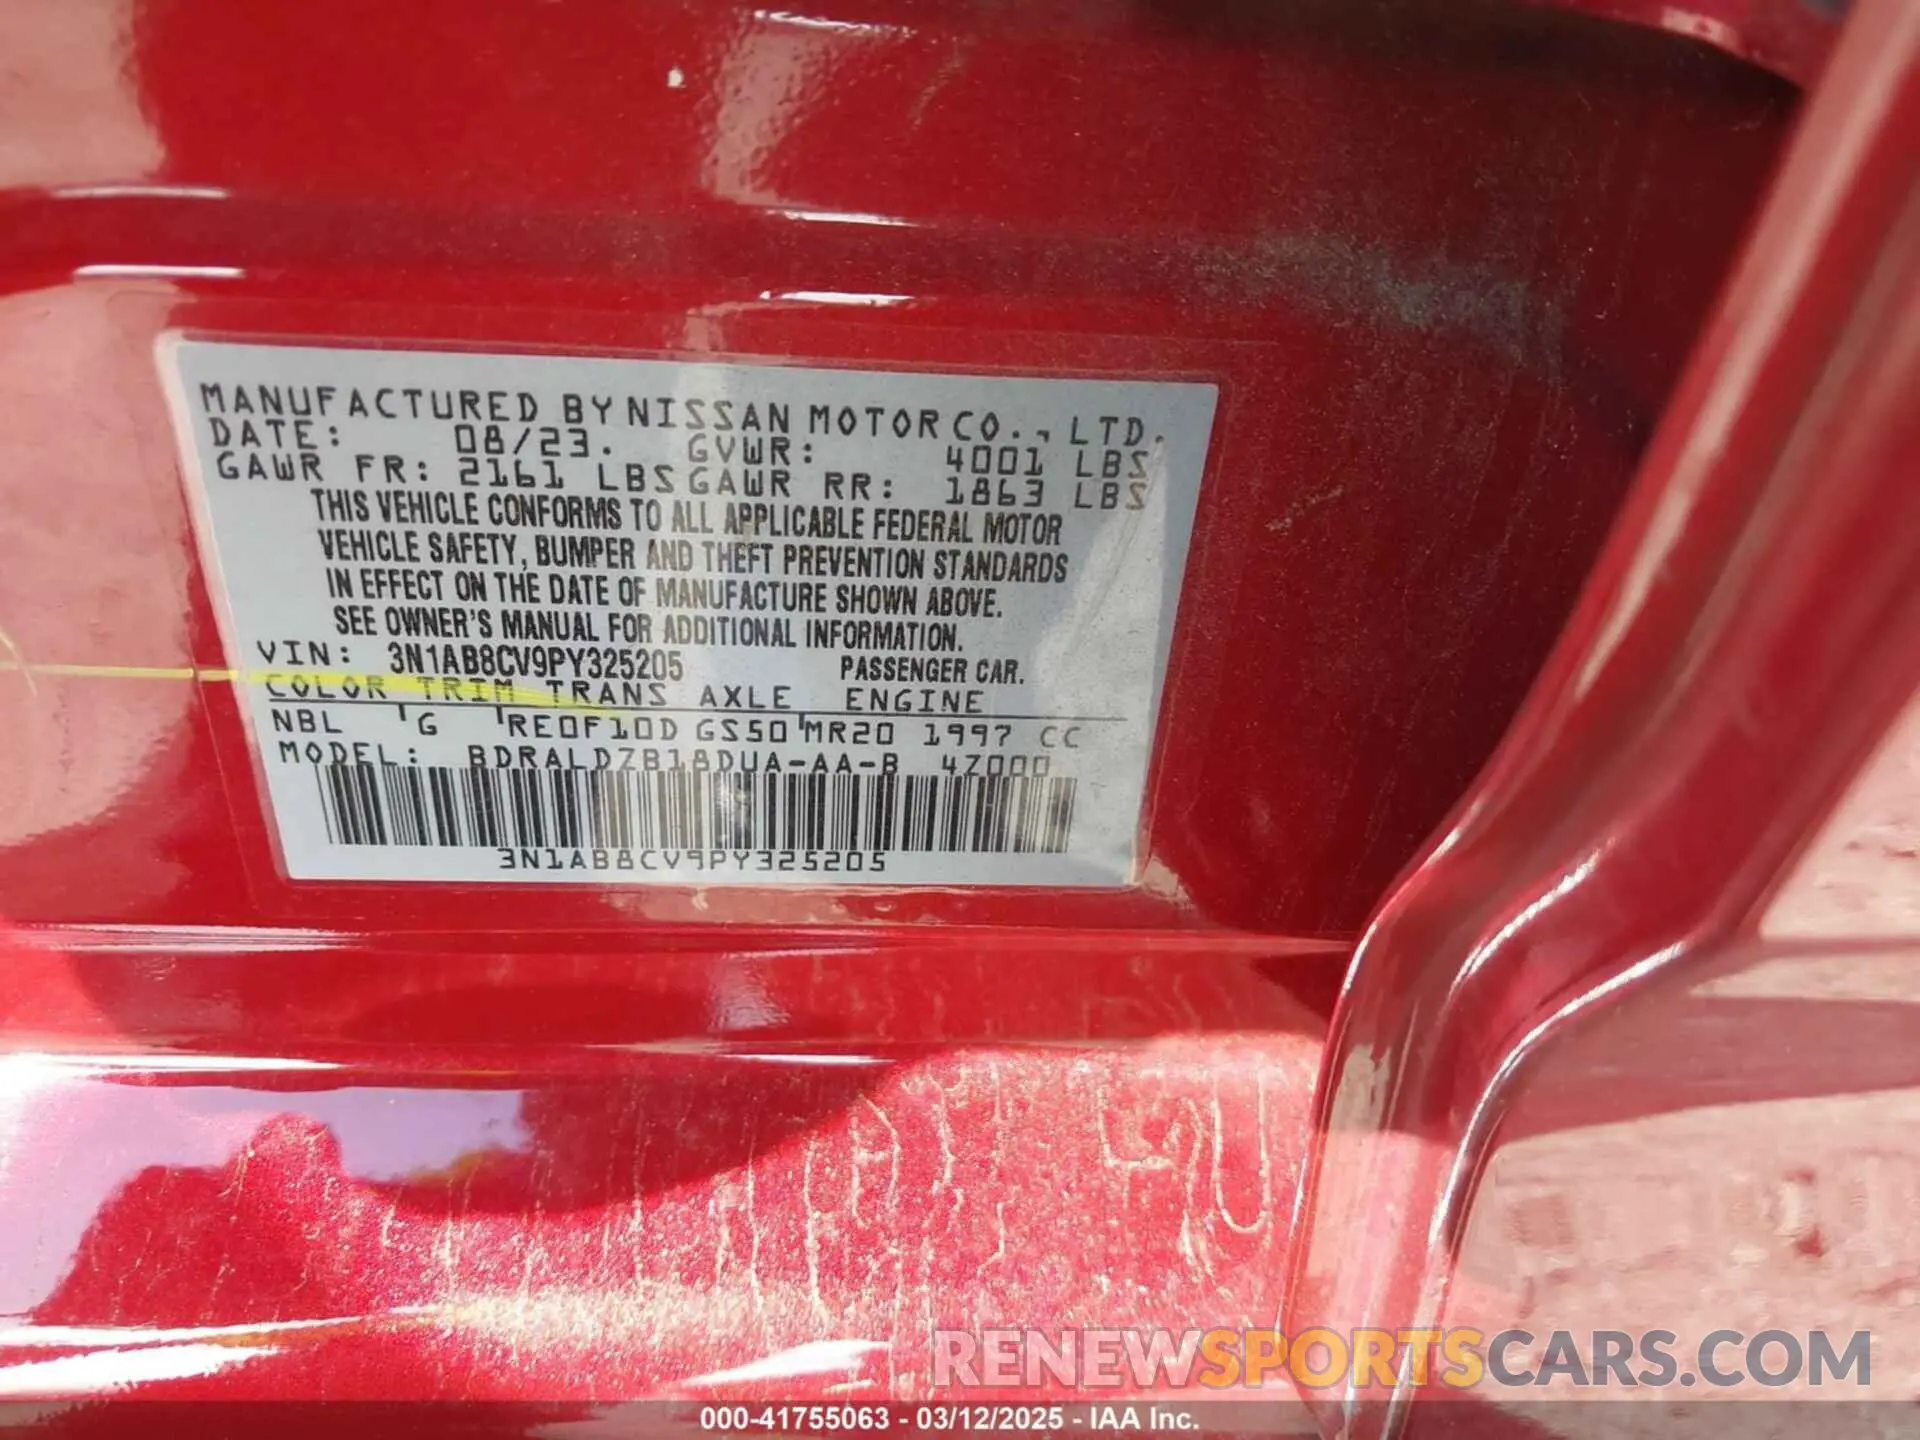 MANUFACTURED BY NISSAN MOTOR CO., LTD.
DATE: 08/23. GVWR: 4001 LBS
GAWR FR: 2161 LBS GAWR RR: 1863 LBS
THIS VEHICLE CONFORMS TO ALL APPLICABLE FEDERAL MOTOR
VEHICLE SAFETY, BUMPER AND THEFT PREVENTION STANDARDS
IN EFFECT ON THE DATE OF MANUFACTURE SHOWN ABOVE.
SEE OWNER'S MANUAL FOR ADDITIONAL INFORMATION.
VIN: 3N1AB8CV9PY325205 PASSENGER CAR.
COLOR TRIM TRANS AXLE ENGINE
NBL G RE0F10D GS50 MR20 1997 CC
MODEL: BDRALDZB18DUA-AA-B 4Z000
3N1AB8CV9PY325205
RENEWSPORTSCARS.COM
000-41755063 - 03/12/2025 - IAA Inc.